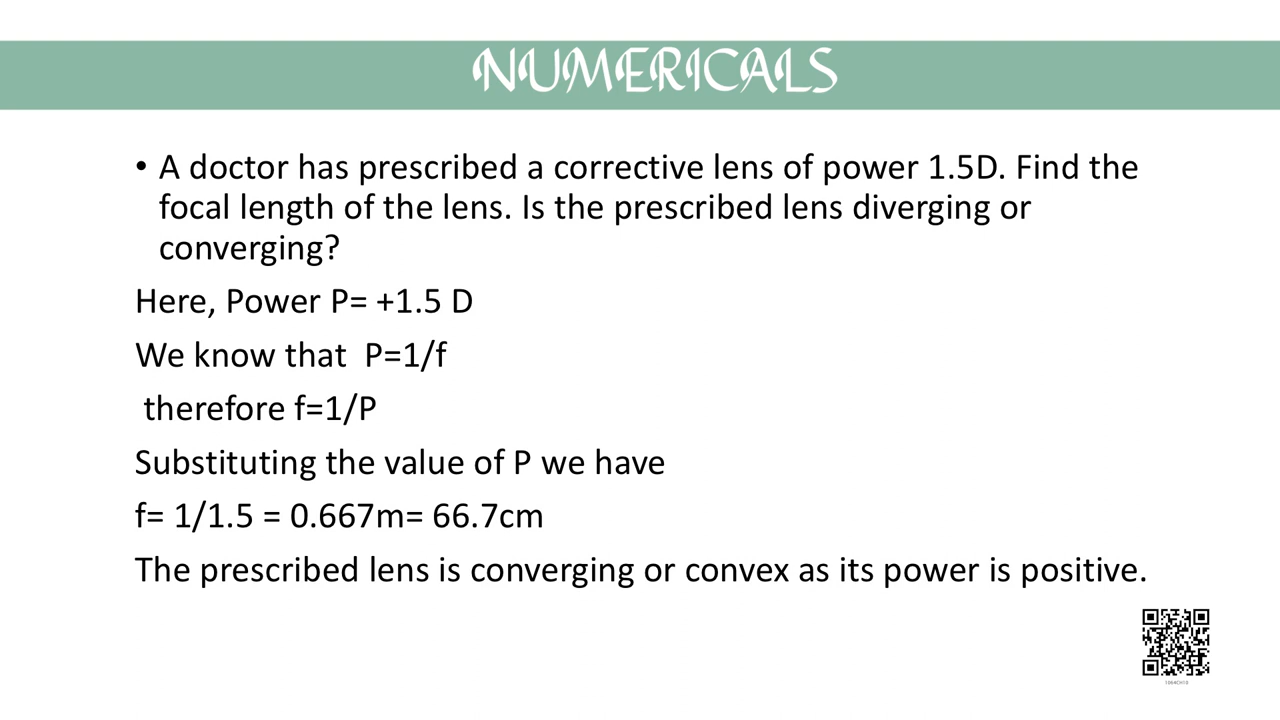 NUMERICALS
• A doctor has prescribed a corrective lens of power 1.5D. Find the
focal length of the lens. Is the prescribed lens diverging or
converging?
Here, Power P= +1.5 D
We know that  P=1/f
therefore f=1/P
Substituting the value of P we have
f= 1/1.5 = 0.667m= 66.7cm
The prescribed lens is converging or convex as its power is positive.